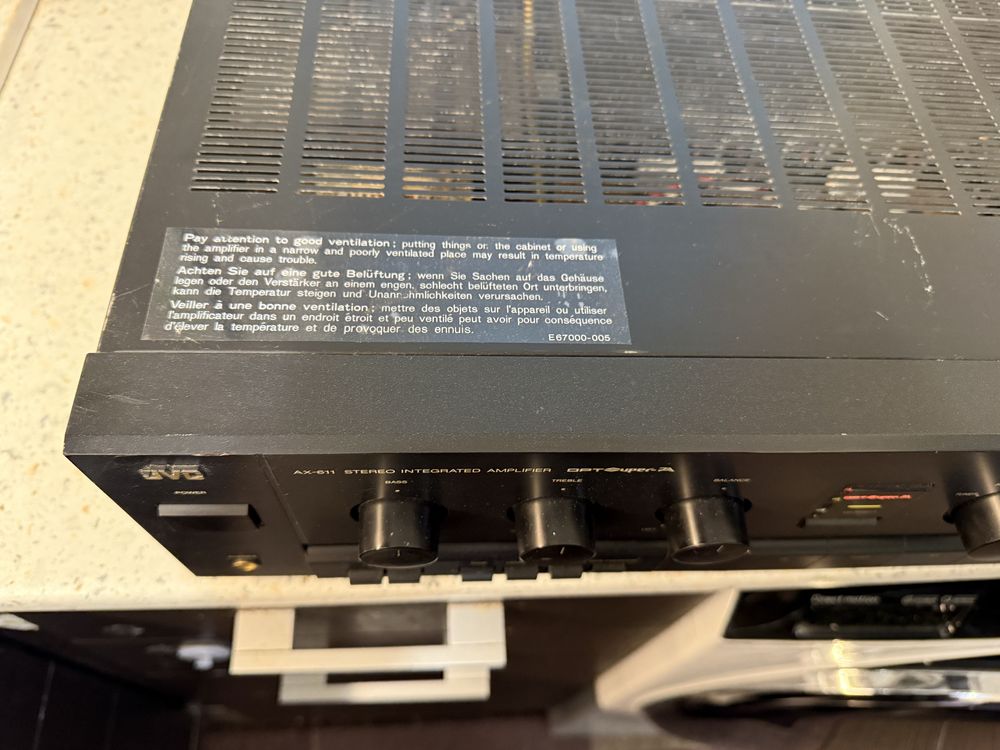 Pay attention to good ventilation; putting things on the cabinet or using
the amplifier in a narrow and poorly ventilated place may result in temperature
rising and cause trouble.
Achten Sie auf eine gute Belüftung; wenn Sie Sachen auf das Gehäuse
legen oder den Verstärker an einem engen, schlecht belüfteten Ort unterbringen,
kann die Temperatur steigen und Unann hmlichkeiten verursachen.
Veiller à une bonne ventilation; mettre des objets sur l'appareil ou utiliser
l'amplificateur dans un endroit étroit et peu ventilé peut avoir pour conséquence
d'élever la température et de provoquer des ennuis.
E67000-005
JVC
AX-611 STEREO INTEGRATED AMPLIFIER OPT Super-A
POWER
BASS
TREBLE
BALANCE